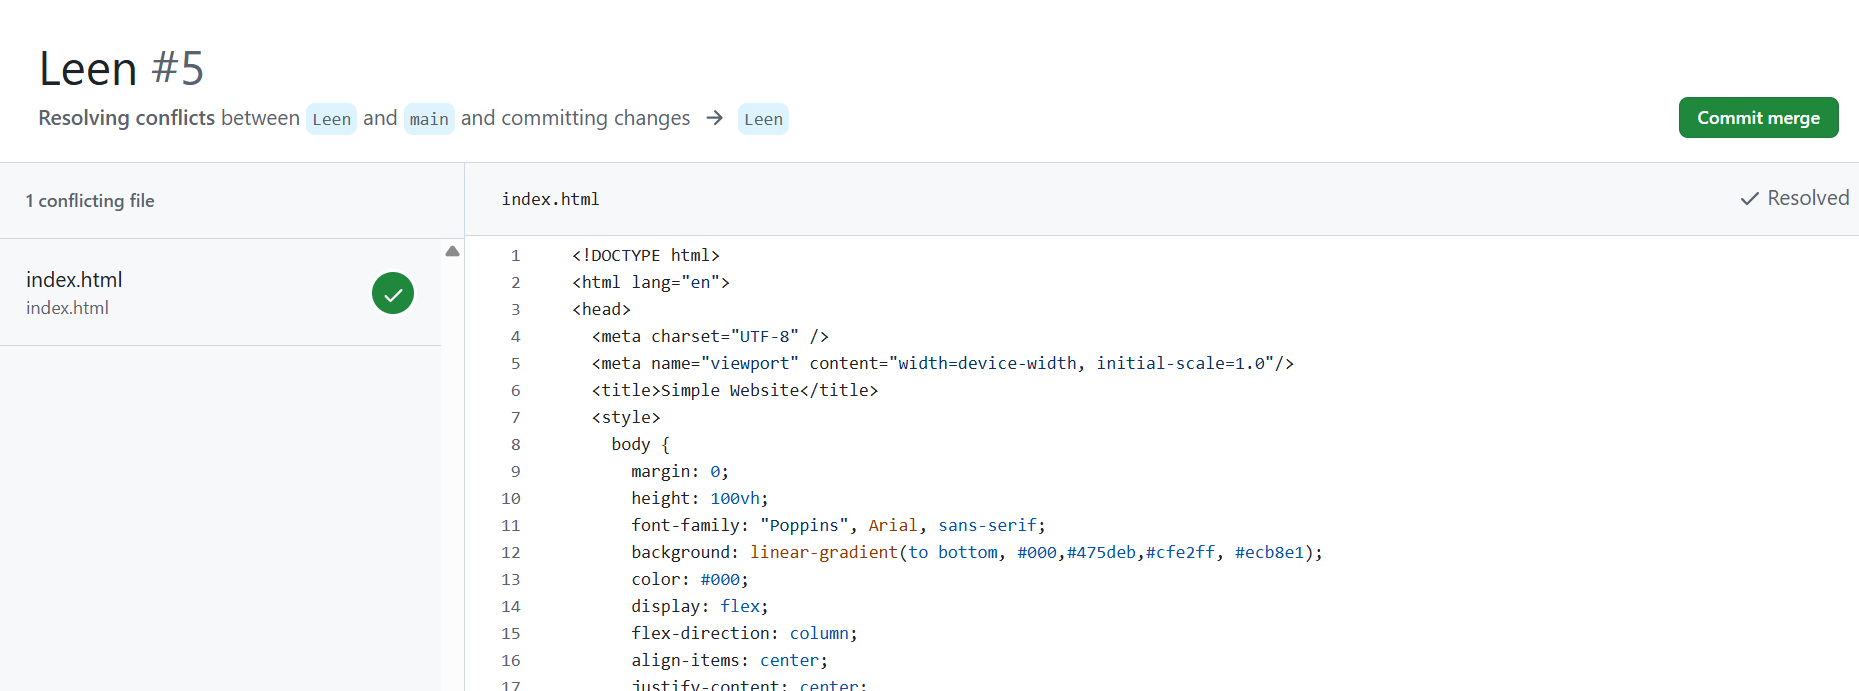 Leen #5
Resolving conflicts between Leen and main and committing changes → Leen
Commit merge
1 conflicting file
index.html
index.html
index.html
Resolved
1 <!DOCTYPE html>
2 <html lang="en">
3 <head>
4 <meta charset="UTF-8" />
5 <meta name="viewport" content="width=device-width, initial-scale=1.0"/>
6 <title>Simple Website</title>
7 <style>
8 body {
9 margin: 0;
10 height: 100vh;
11 font-family: "Poppins", Arial, sans-serif;
12 background: linear-gradient(to bottom, #000,#475deb,#cfe2ff, #ecb8e1);
13 color: #000;
14 display: flex;
15 flex-direction: column;
16 align-items: center;
17 justify-content: center;